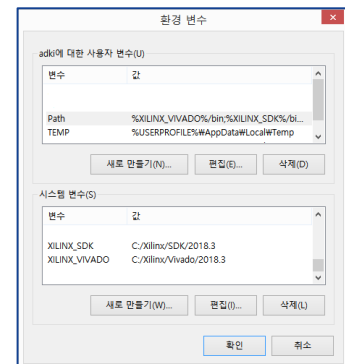 환경 변수
adki에 대한 사용자 변수(U)
변수 값
Path %XILINX_VIVADO%/bin;%XILINX_SDK%/bi...
TEMP %USERPROFILE%₩AppData₩Local₩Temp
새로 만들기(N)... 편집(E)... 삭제(D)
시스템 변수(S)
변수 값
XILINX_SDK C:/Xilinx/SDK/2018.3
XILINX_VIVADO C:/Xilinx/Vivado/2018.3
새로 만들기(W)... 편집(I)... 삭제(L)
확인 취소